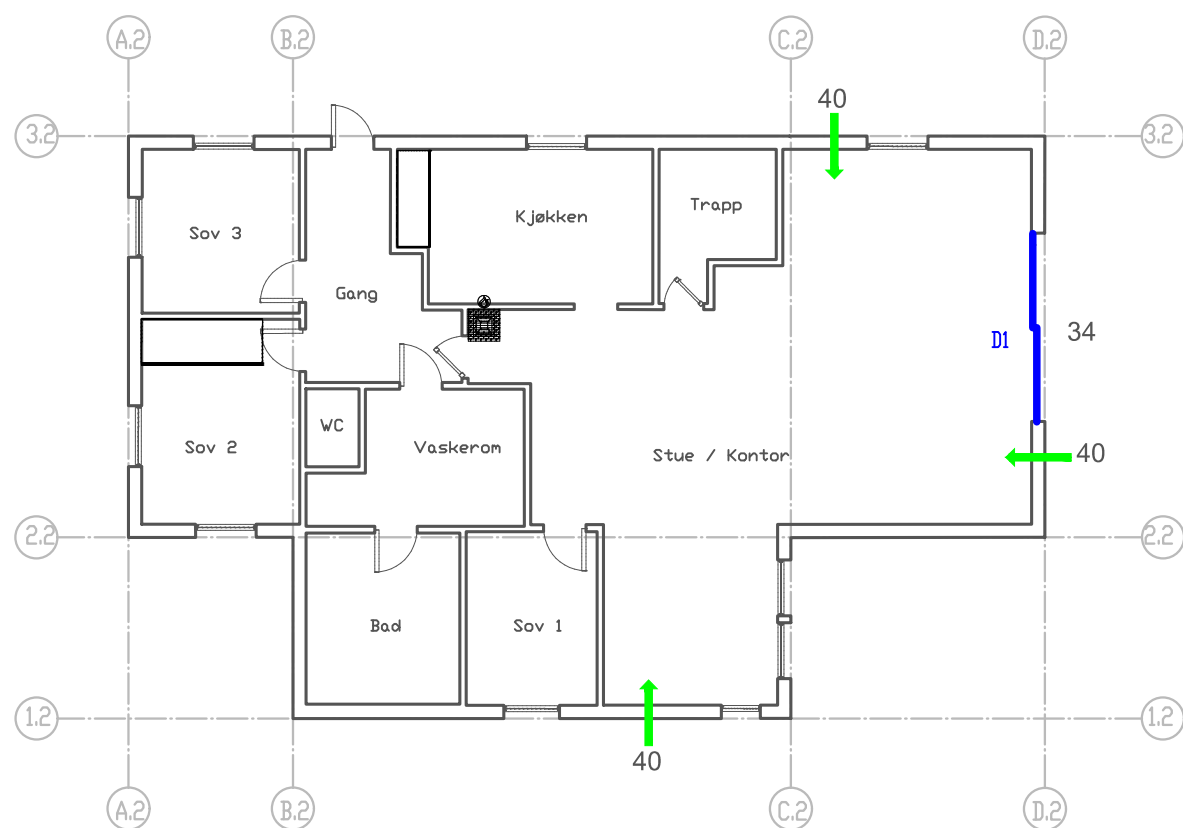 A.2 B.2 C.2 D.2
40
3.2 3.2
Trapp
Kjøkken
Sov 3
Gang
D1 34
WC
Sov 2 Vaskerom Stue / Kontor 40
2.2 2.2
Bad Sov 1
1.2 1.2
40
A.2 B.2 C.2 D.2